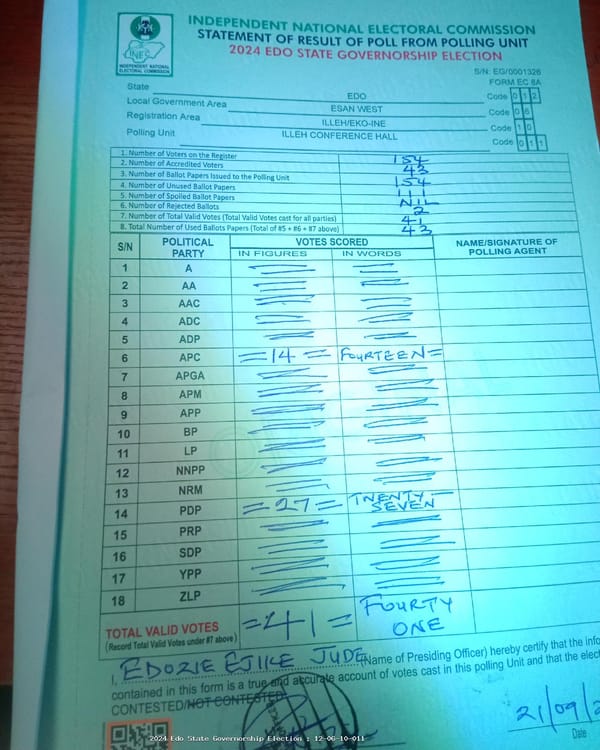 INDEPENDENT NATIONAL ELECTORAL COMMISSION
STATEMENT OF RESULT OF POLL FROM POLLING UNIT
2024 EDO STATE GOVERNORSHIP ELECTION
INEC
INDEPENDENT NATIONAL
ELECTORAL COMMISSION
S/N: EG/0001326
FORM EC 8A
State EDO Code 0 1 2
Local Government Area ESAN WEST Code 0 6
Registration Area ILLEH/EKO-INE Code 1 0
Polling Unit ILLEH CONFERENCE HALL Code 0 1 1
1. Number of Voters on the Register 154
2. Number of Accredited Voters 43
3. Number of Ballot Papers Issued to the Polling Unit 154
4. Number of Unused Ballot Papers 111
5. Number of Spoiled Ballot Papers NIL
6. Number of Rejected Ballots 2
7. Number of Total Valid Votes (Total Valid Votes cast for all parties) 41
8. Total Number of Used Ballots Papers (Total of #5 + #6 + #7 above) 43
S/N POLITICAL PARTY VOTES SCORED NAME/SIGNATURE OF POLLING AGENT
IN FIGURES IN WORDS
1 A
2 AA
3 AAC
4 ADC
5 ADP
6 APC =14= FOURTEEN=
7 APGA
8 APM
9 APP
10 BP
11 LP
12 NNPP
13 NRM
14 PDP =27= TWENTY-SEVEN
15 PRP
16 SDP
17 YPP
18 ZLP
TOTAL VALID VOTES =41= FOURTY ONE
(Record Total Valid Votes under #7 above)
I, EDOZIE EJIKE JUDE (Name of Presiding Officer) hereby certify that the info
contained in this form is a true and accurate account of votes cast in this polling Unit and that the elec
CONTESTED/NOT CONTESTED
21/09/2
Date
2024 Edo State Governorship Election : 12-06-10-011